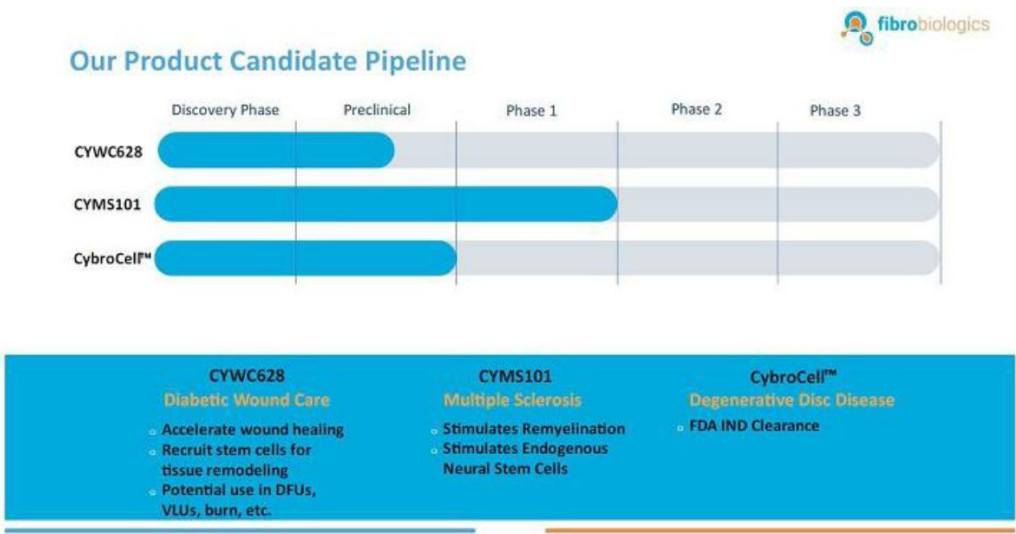 fibrobiologics
Our Product Candidate Pipeline
Discovery Phase
Preclinical
Phase 1
Phase 2
Phase 3
CYWC628
CYMS101
CybroCell™
CYWC628
Diabetic Wound Care
Accelerate wound healing
Recruit stem cells for
tissue remodeling
Potential use in DFUs,
VLUs, burn, etc.
CYMS101
Multiple Sclerosis
Stimulates Remyelination
Stimulates Endogenous
Neural Stem Cells
CybroCell™
Degenerative Disc Disease
FDA IND Clearance